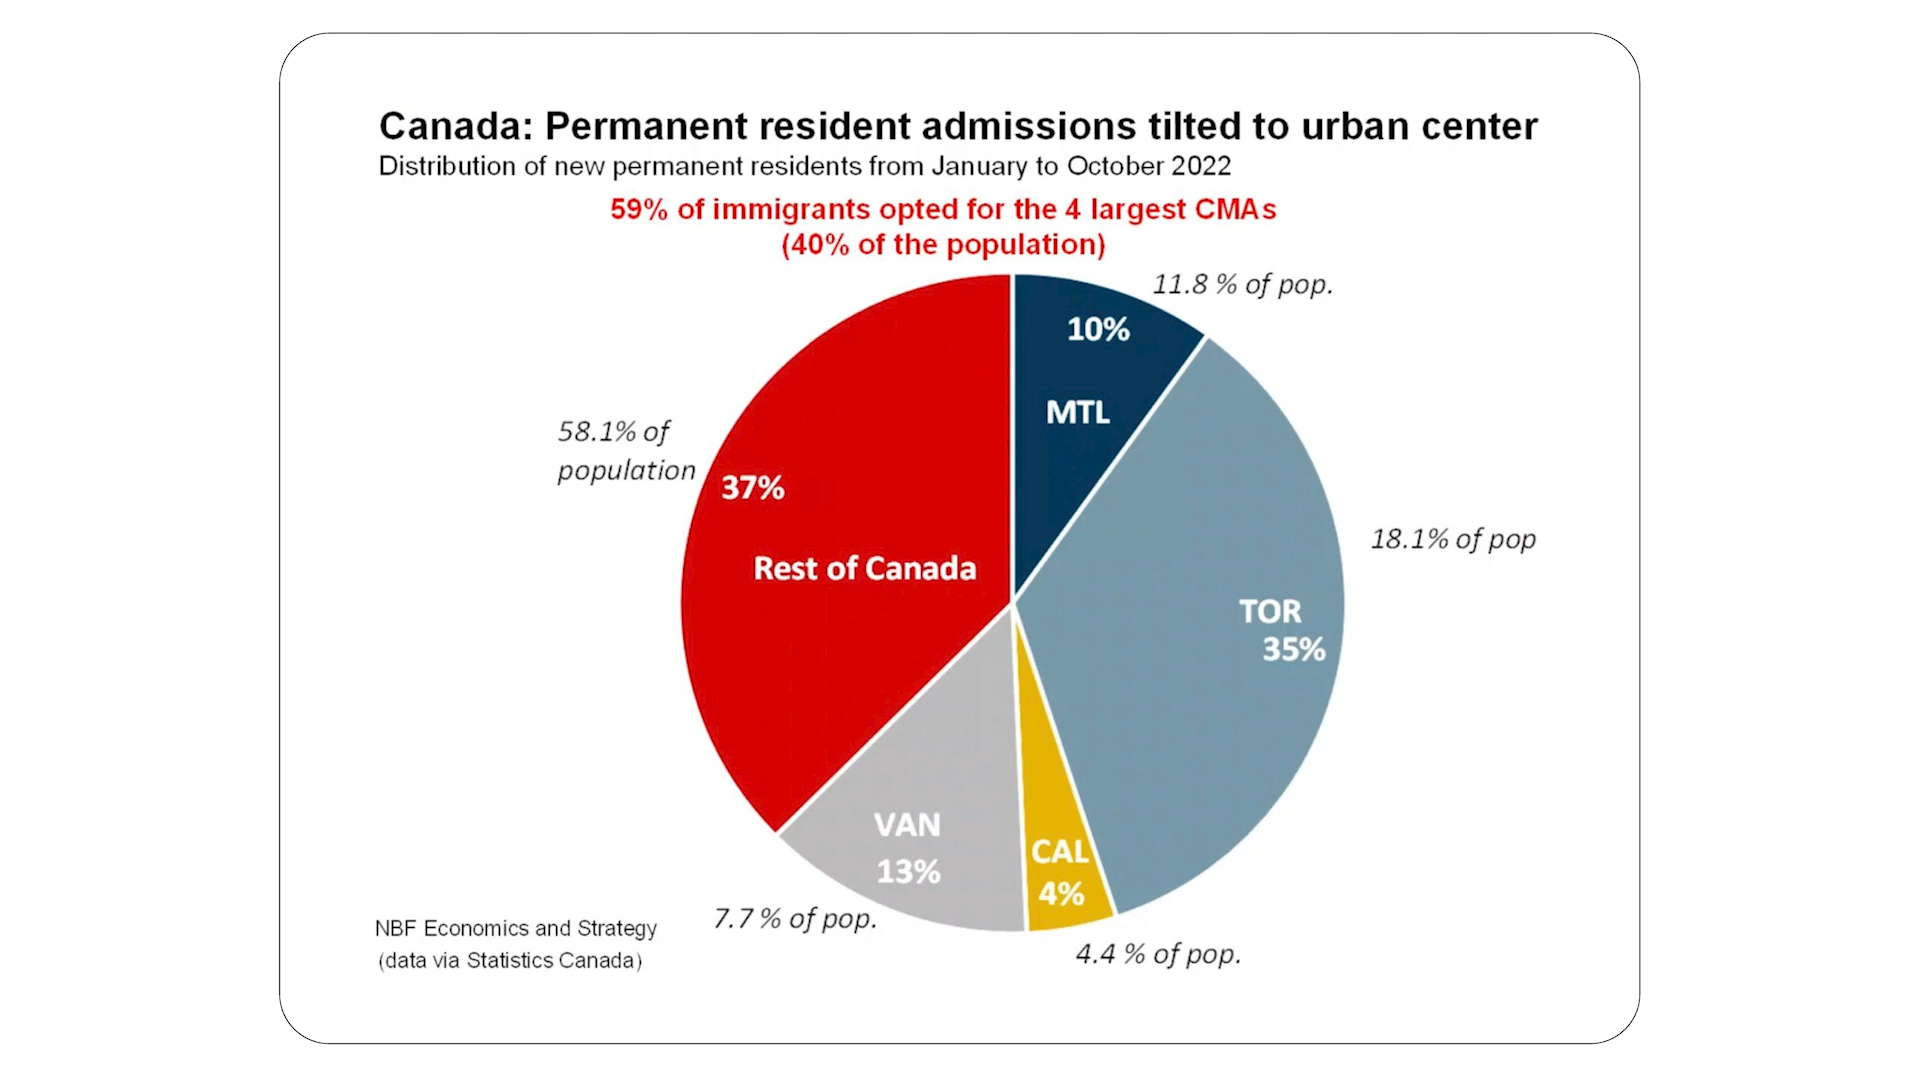 Canada: Permanent resident admissions tilted to urban center
Distribution of new permanent residents from January to October 2022
59% of immigrants opted for the 4 largest CMAs
(40% of the population)
11.8 % of pop.
10%
MTL
58.1% of
population
37%
Rest of Canada
18.1% of pop
TOR
35%
VAN
13%
CAL
4%
7.7 % of pop.
4.4 % of pop.
NBF Economics and Strategy
(data via Statistics Canada)